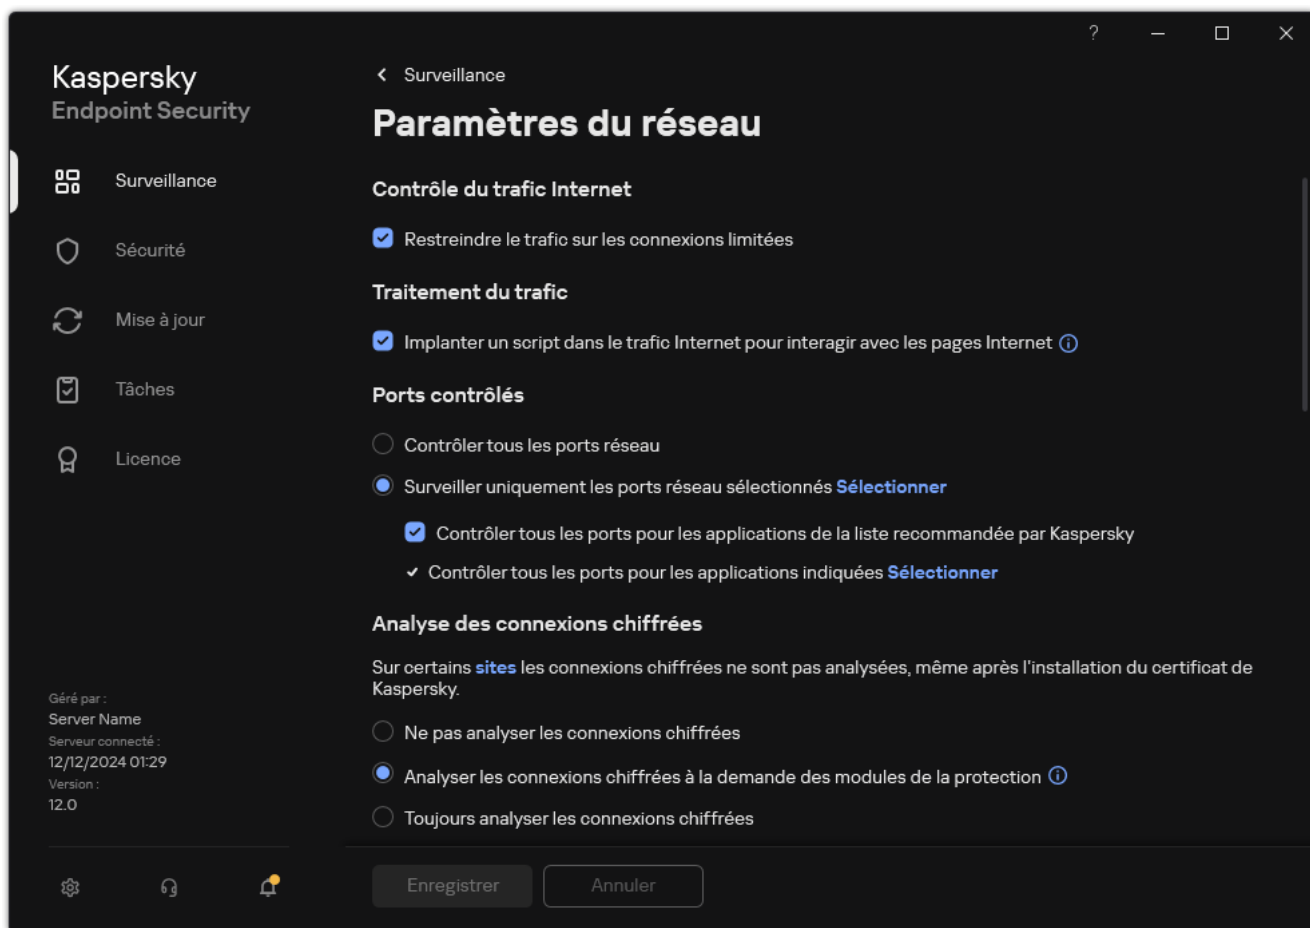 ?
Kaspersky
Endpoint Security
Surveillance
Sécurité
Mise à jour
Tâches
Licence
Géré par :
Server Name
Serveur connecté :
12/12/2024 01:29
Version :
12.0
Surveillance
Paramètres du réseau
Contrôle du trafic Internet
Restreindre le trafic sur les connexions limitées
Traitement du trafic
Implanter un script dans le trafic Internet pour interagir avec les pages Internet
Ports contrôlés
Contrôler tous les ports réseau
Surveiller uniquement les ports réseau sélectionnés Sélectionner
Contrôler tous les ports pour les applications de la liste recommandée par Kaspersky
Contrôler tous les ports pour les applications indiquées Sélectionner
Analyse des connexions chiffrées
Sur certains sites les connexions chiffrées ne sont pas analysées, même après l'installation du certificat de
Kaspersky.
Ne pas analyser les connexions chiffrées
Analyser les connexions chiffrées à la demande des modules de la protection
Toujours analyser les connexions chiffrées
Enregistrer
Annuler